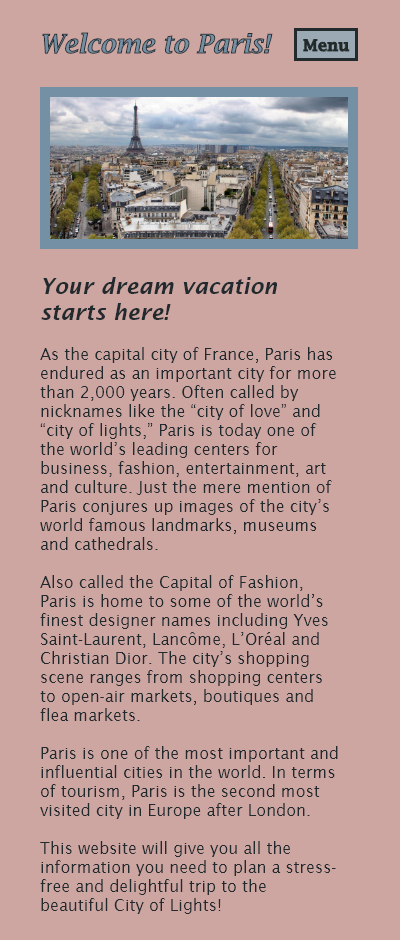 Welcome to Paris!
Menu
Your dream vacation
starts here!
As the capital city of France, Paris has
endured as an important city for more
than 2,000 years. Often called by
nicknames like the “city of love” and
“city of lights,” Paris is today one of
the world’s leading centers for
business, fashion, entertainment, art
and culture. Just the mere mention of
Paris conjures up images of the city’s
world famous landmarks, museums
and cathedrals.
Also called the Capital of Fashion,
Paris is home to some of the world’s
finest designer names including Yves
Saint-Laurent, Lancôme, L’Oréal and
Christian Dior. The city’s shopping
scene ranges from shopping centers
to open-air markets, boutiques and
flea markets.
Paris is one of the most important and
influential cities in the world. In terms
of tourism, Paris is the second most
visited city in Europe after London.
This website will give you all the
information you need to plan a stress-
free and delightful trip to the
beautiful City of Lights!